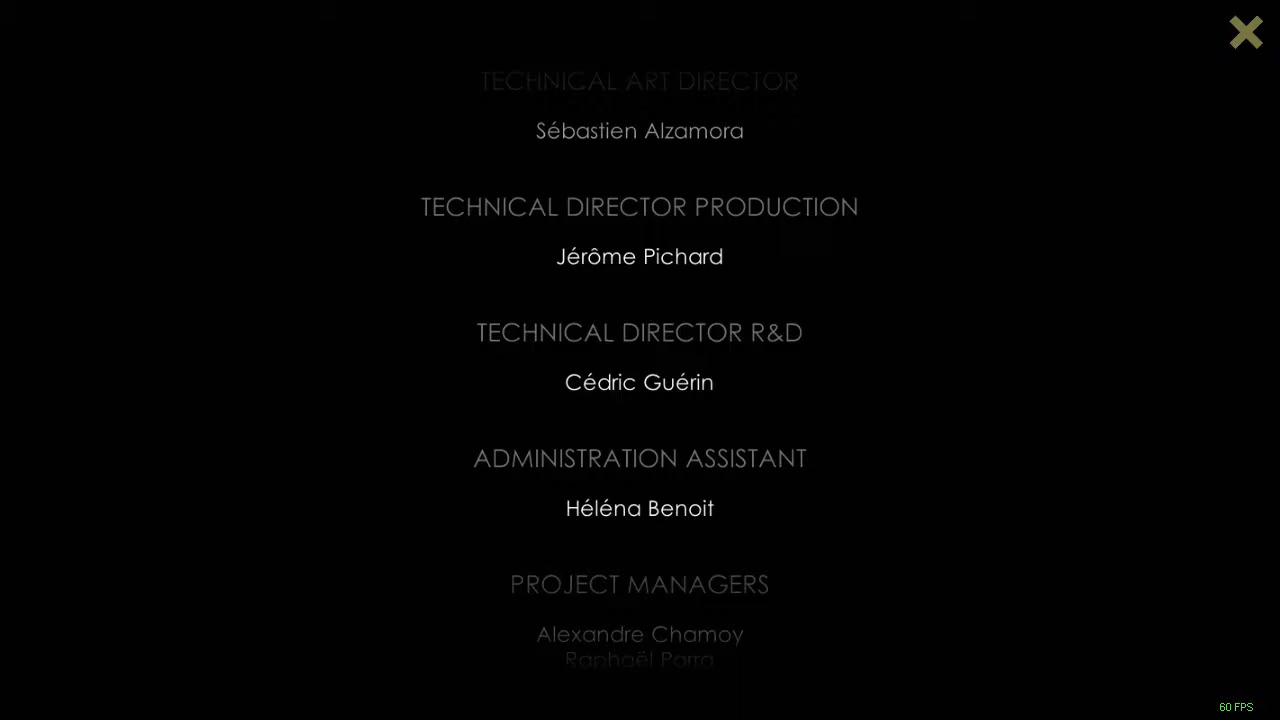 TECHNICAL ART DIRECTOR
Sébastien Alzamora
TECHNICAL DIRECTOR PRODUCTION
Jérôme Pichard
TECHNICAL DIRECTOR R&D
Cédric Guérin
ADMINISTRATION ASSISTANT
Héléna Benoit
PROJECT MANAGERS
Alexandre Chamoy
Raphaël Parra
60 FPS